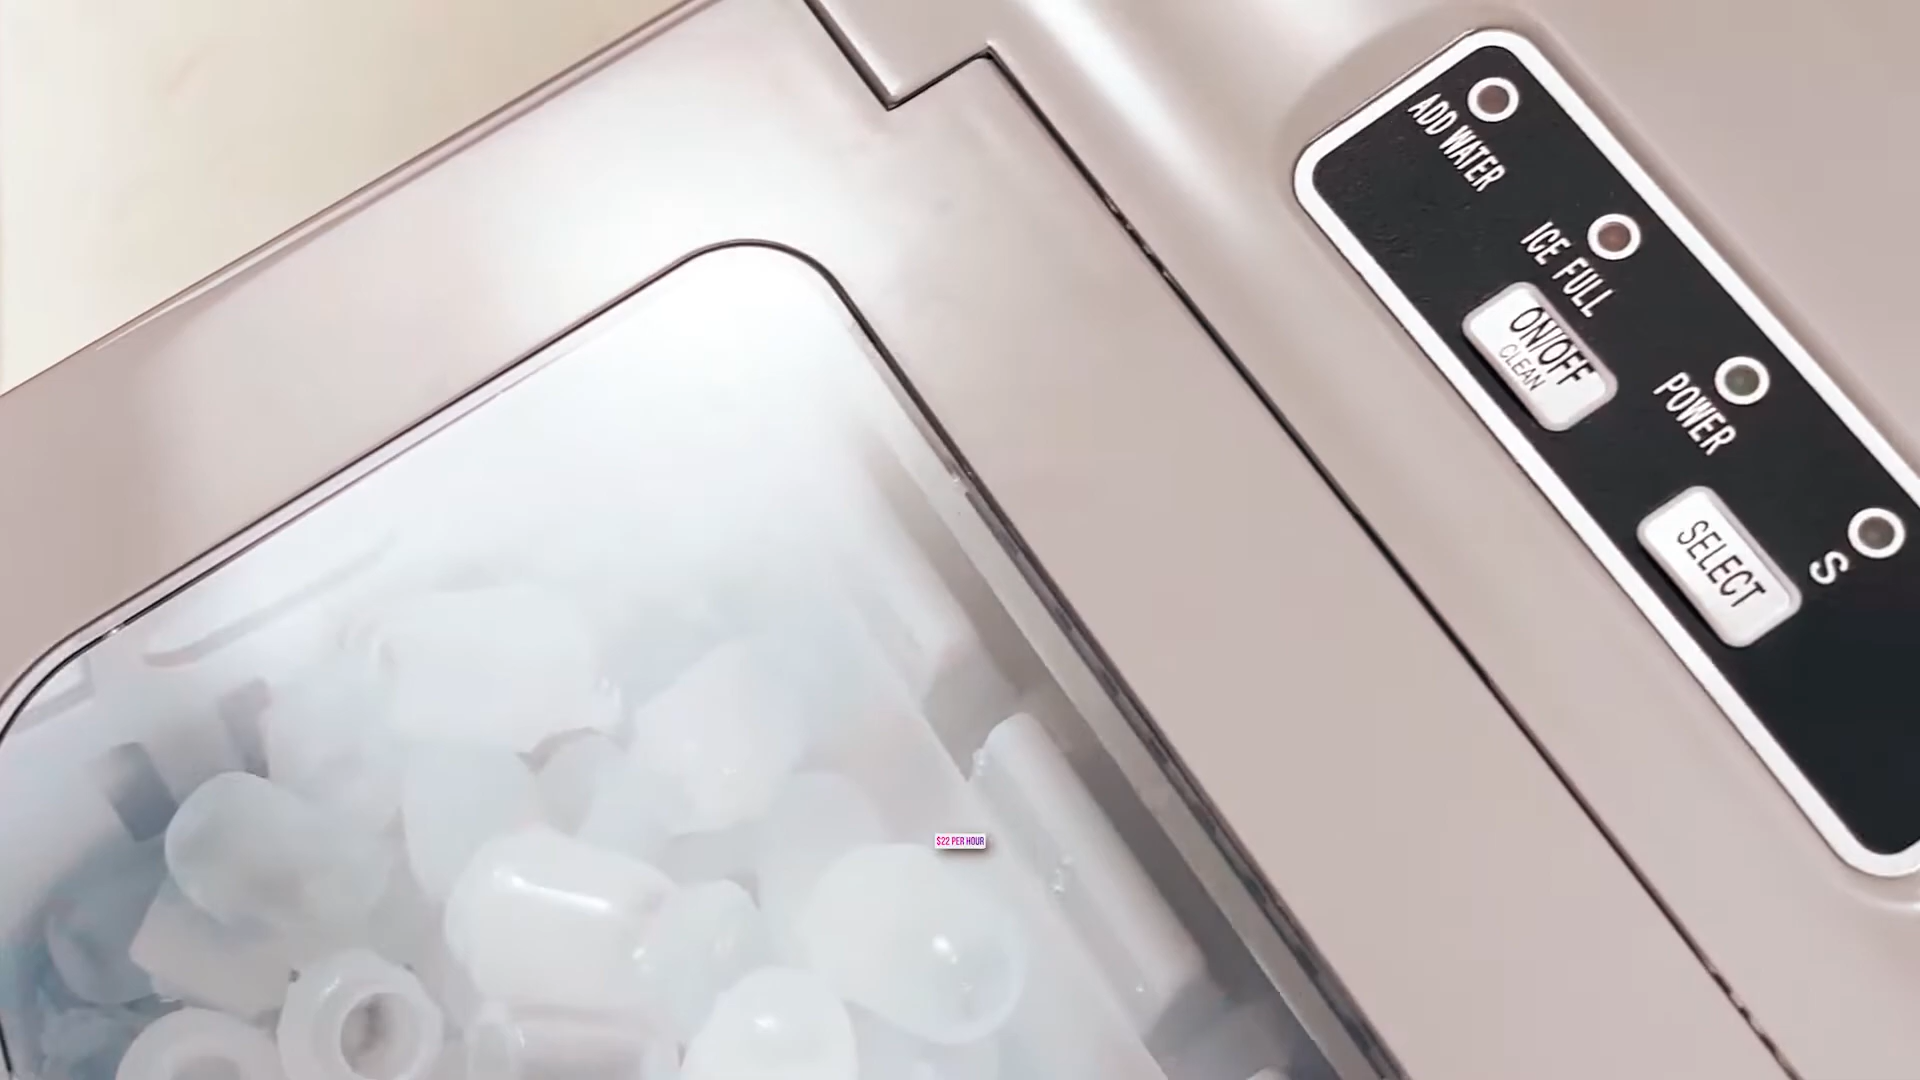 ADD WATER
ICE FULL
ON/OFF
CLEAN
POWER
SELECT
S
$22 PER HOUR